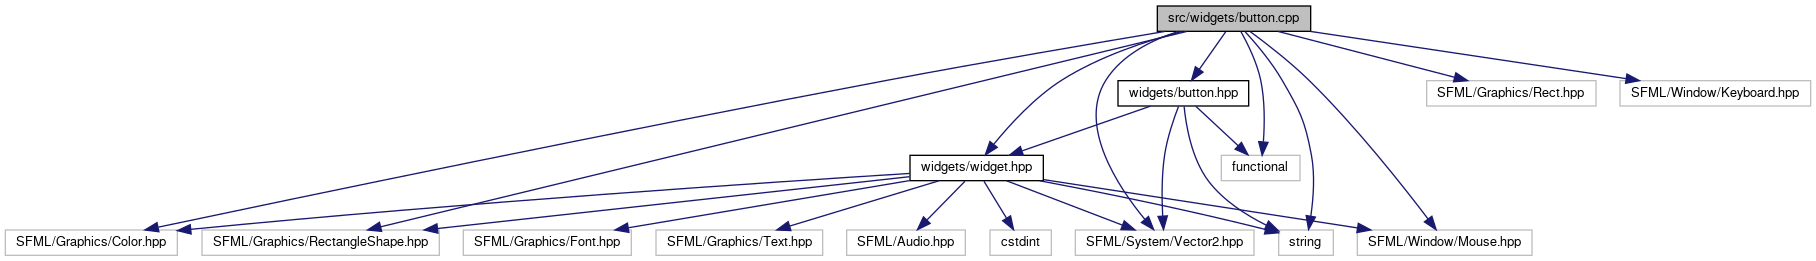 src/widgets/button.cpp
widgets/button.hpp
SFML/Graphics/Rect.hpp
SFML/Window/Keyboard.hpp
widgets/widget.hpp
functional
SFML/Graphics/Color.hpp
SFML/Graphics/RectangleShape.hpp
SFML/Graphics/Font.hpp
SFML/Graphics/Text.hpp
SFML/Audio.hpp
cstdint
SFML/System/Vector2.hpp
string
SFML/Window/Mouse.hpp